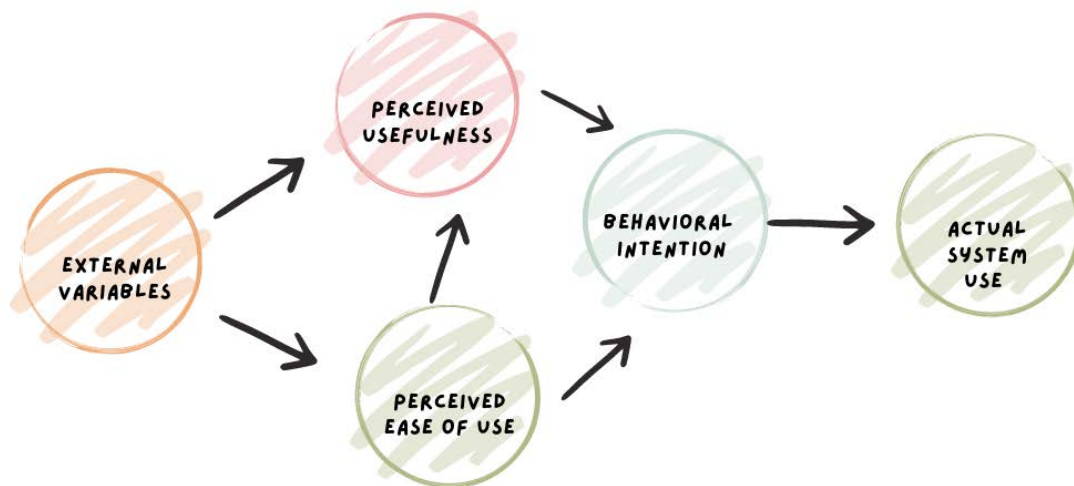 PERCEIVED
USEFULNESS
EXTERNAL
VARIABLES
BEHAVIORAL
INTENTION
ACTUAL
SYSTEM
USE
PERCEIVED
EASE OF USE